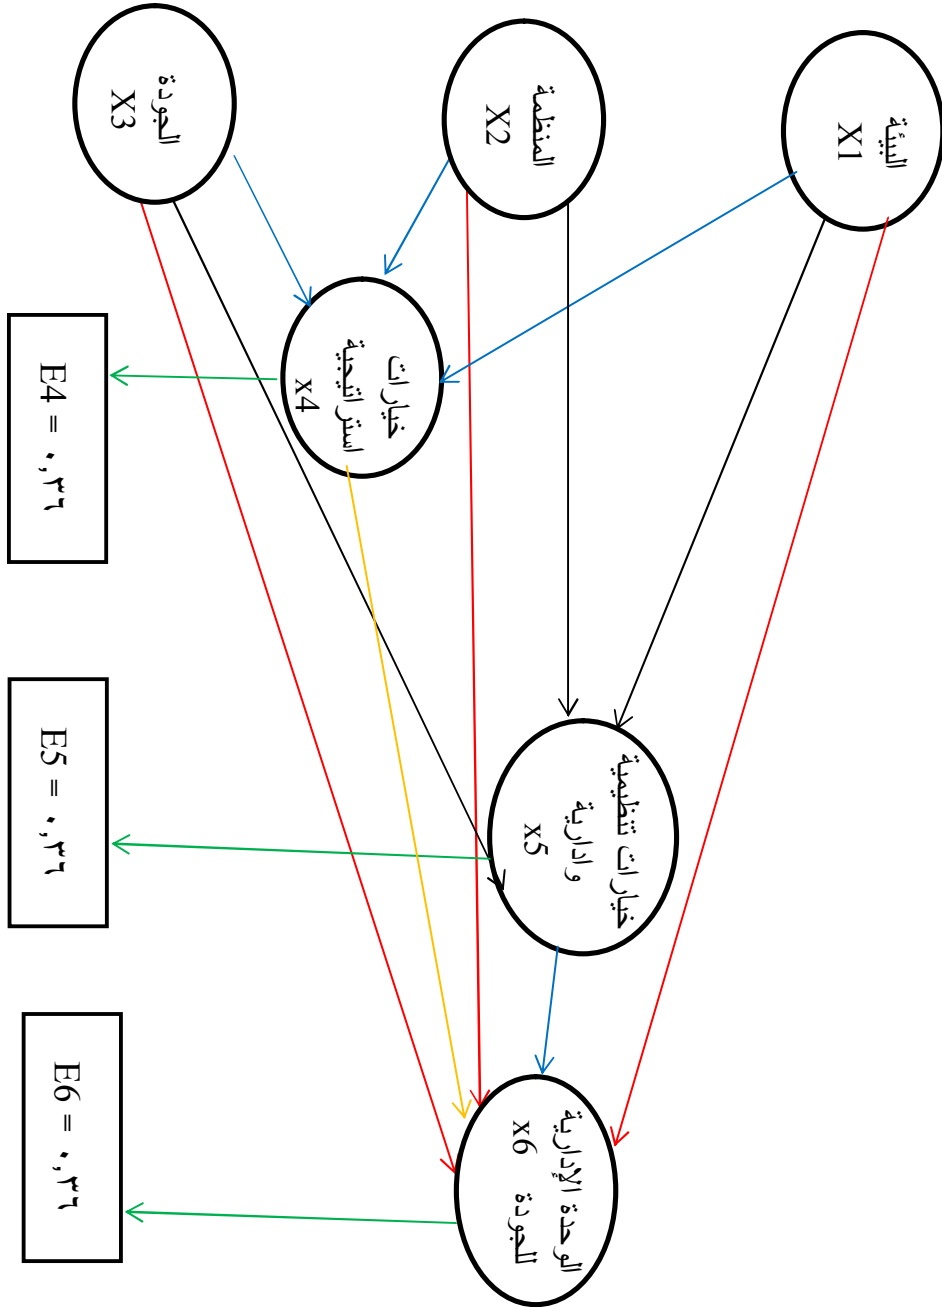 البيئة
X1
المنظمة
X2
الجودة
X3
خيارات
استراتيجية
x4
خيارات تنظيمية
وادارية
x5
الوحدة الإدارية
للجودة x6
E4 = ٠,٣٦
E5 = ٠,٣٦
E6 = ٠,٣٦